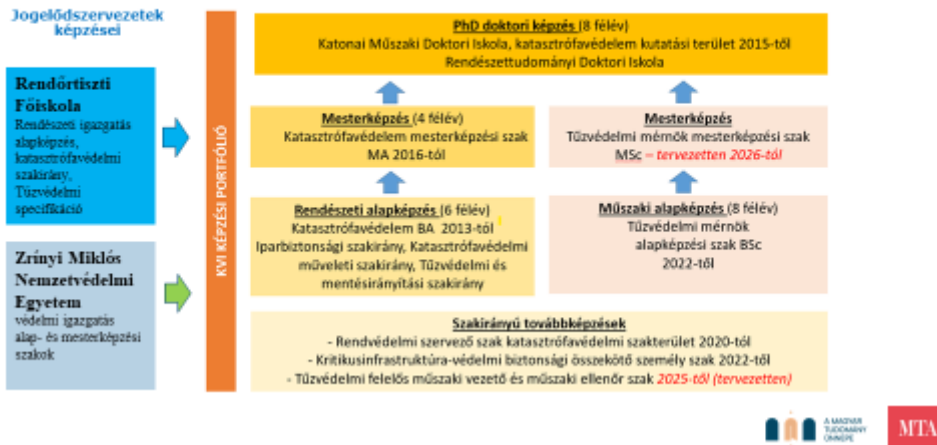 Jogelődszervezetek
képzései
Rendőrtiszti
Főiskola
Rendészeti igazgatás
alapképzés,
katasztrófavédelmi
szakirány,
Tűzvédelmi
specifikáció
Zrínyi Miklós
Nemzetvédelmi
Egyetem
védelmi igazgatás
alap- és mesterképzési
szakok
KVI KÉPZÉSI PORTFÓLIÓ
PhD doktori képzés (8 félév)
Katonai Műszaki Doktori Iskola, katasztrófavédelem kutatási terület 2015-től
Rendészettudományi Doktori Iskola
Mesterképzés (4 félév)
Katasztrófavédelem mesterképzési szak
MA 2016-tól
Mesterképzés
Tűzvédelmi mérnök mesterképzési szak
MSc – tervezetten 2026-tól
Rendészeti alapképzés (6 félév)
Katasztrófavédelem BA 2013-tól
Iparbiztonsági szakirány, Katasztrófavédelmi
műveleti szakirány, Tűzvédelmi és
mentésirányítási szakirány
Műszaki alapképzés (8 félév)
Tűzvédelmi mérnök
alapképzési szak BSc
2022-től
Szakirányú továbbképzések
- Rendvédelmi szervező szak katasztrófavédelmi szakterület 2020-tól
- Kritikusinfrastruktúra-védelmi biztonsági összekötő személy szak 2022-től
- Tűzvédelmi felelős műszaki vezető és műszaki ellenőr szak 2025-től (tervezetten)
A MAGYAR
TUDOMÁNY
ÜNNEPE
MTA